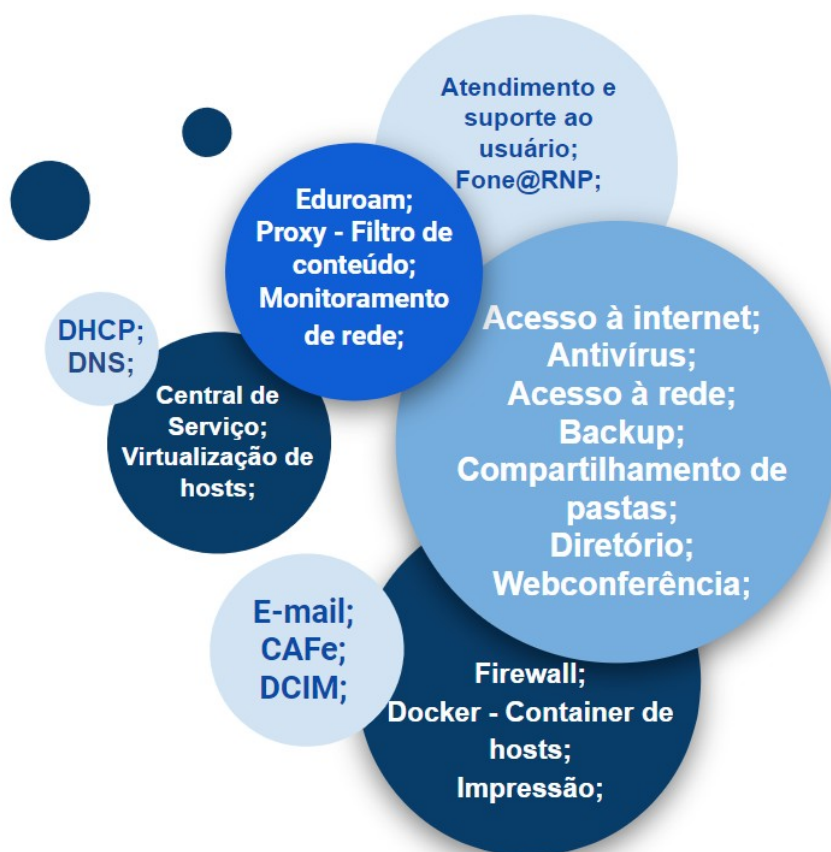 Atendimento e
suporte ao
usuário;
Fone@RNP;
Eduroam;
Proxy - Filtro de
conteúdo;
Monitoramento
de rede;
Acesso à internet;
Antivírus;
Acesso à rede;
Backup;
Compartilhamento de
pastas;
Diretório;
Webconferência;
DHCP;
DNS;
Central de
Serviço;
Virtualização de
hosts;
E-mail;
CAFe;
DCIM;
Firewall;
Docker - Container de
hosts;
Impressão;